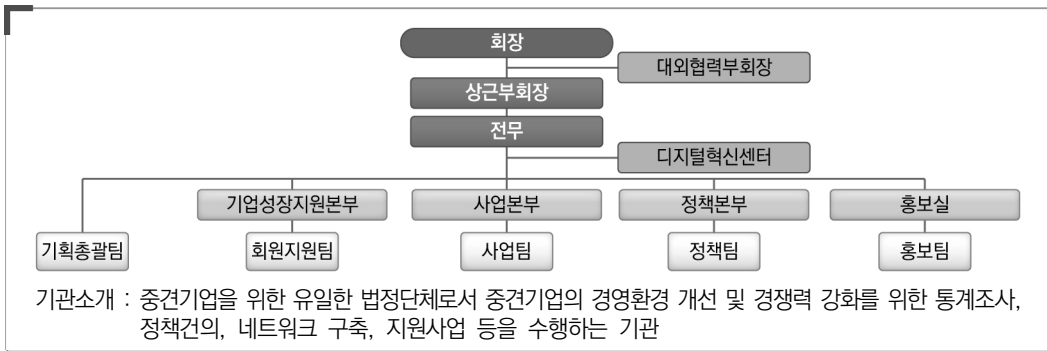 회장
대외협력부회장
상근부회장
전무
디지털혁신센터
기업성장지원본부 사업본부 정책본부 홍보실
기획총괄팀 회원지원팀 사업팀 정책팀 홍보팀
기관소개 : 중견기업을 위한 유일한 법정단체로서 중견기업의 경영환경 개선 및 경쟁력 강화를 위한 통계조사,
정책건의, 네트워크 구축, 지원사업 등을 수행하는 기관